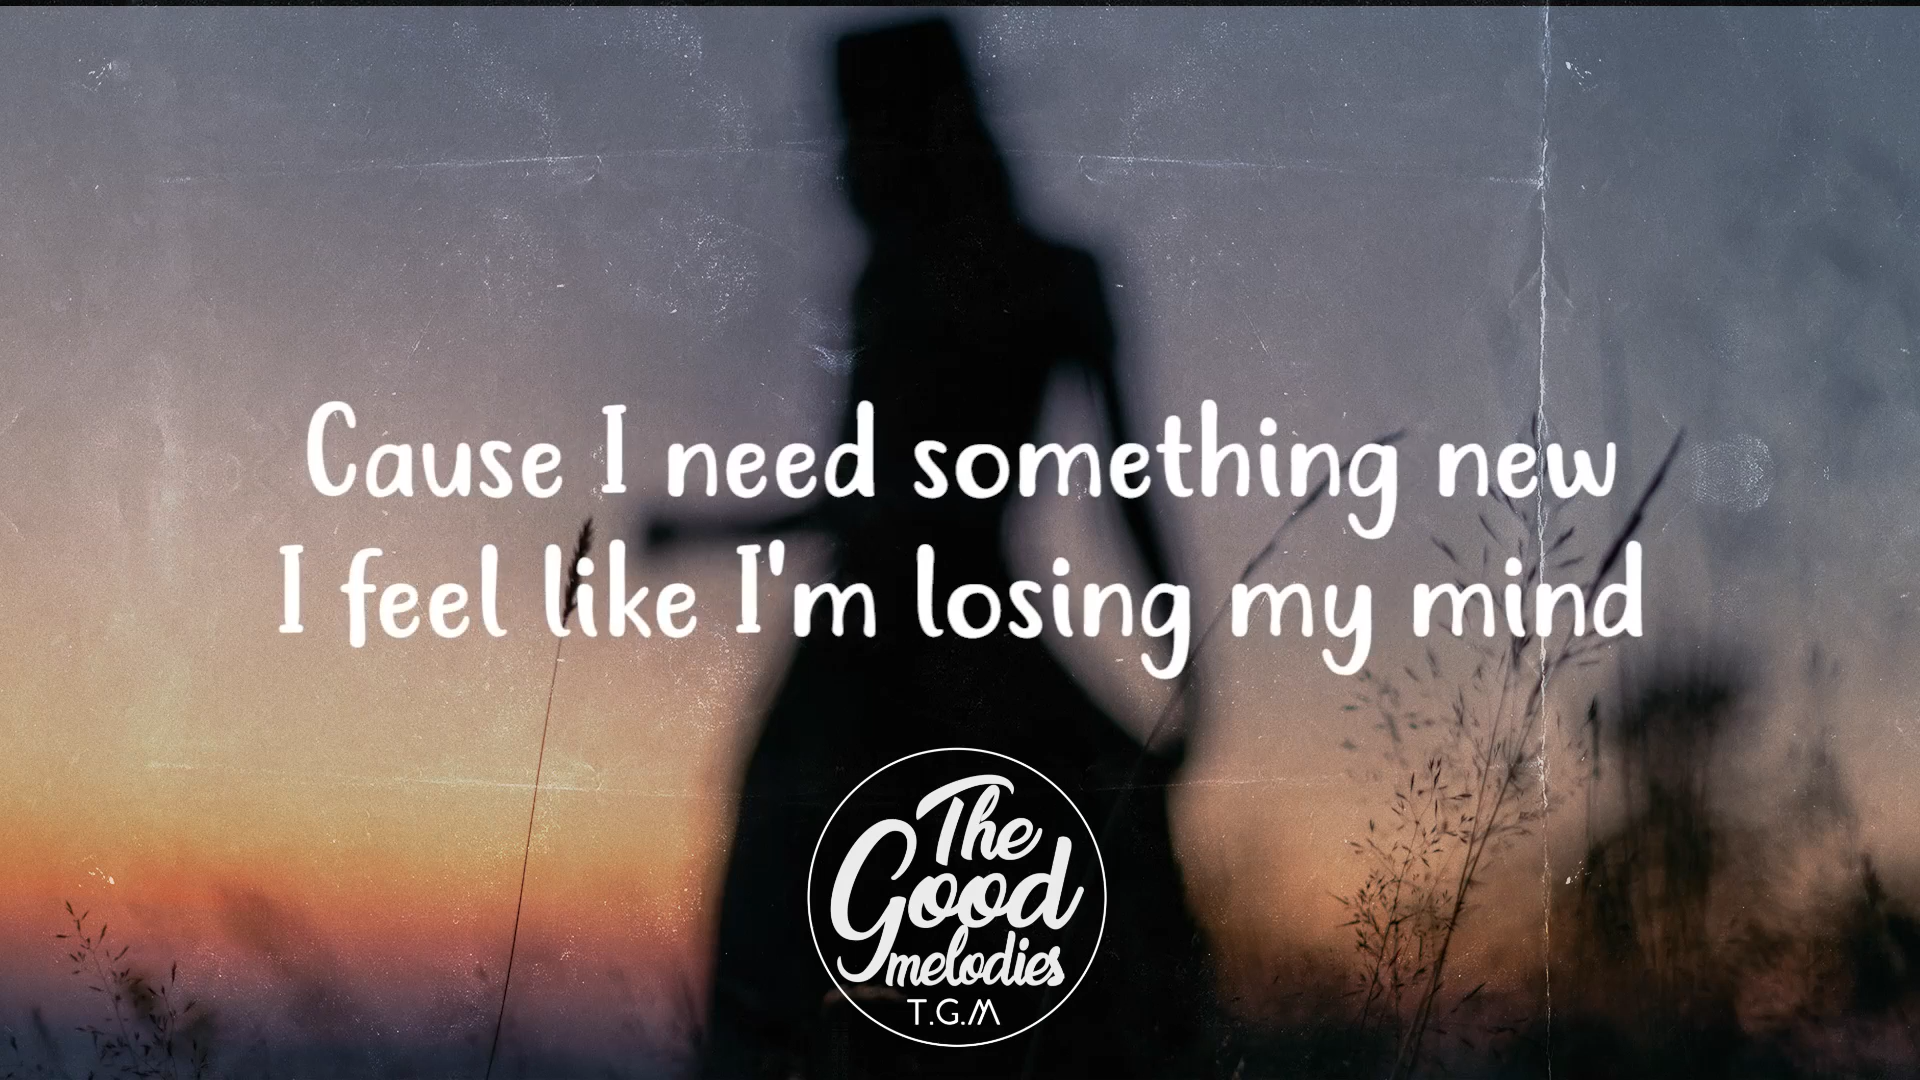 Cause I need something new
I feel like I'm losing my mind
The
Good
melodies
T.G.M